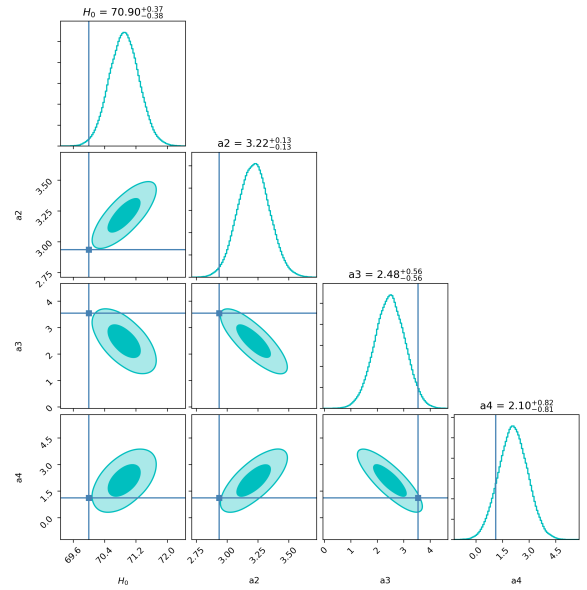 H₀ = 70.90+0.37−0.38
a2 = 3.22+0.13−0.13
a2
3.50
3.25
3.00
2.75
a3 = 2.48+0.56−0.56
a3
4
3
2
1
0
a4 = 2.10+0.82−0.81
a4
4.5
3.0
1.5
0.0
69.6 70.4 71.2 72.0
2.75 3.00 3.25 3.50
0 1 2 3 4
0.0 1.5 3.0 4.5
H₀ a2 a3 a4